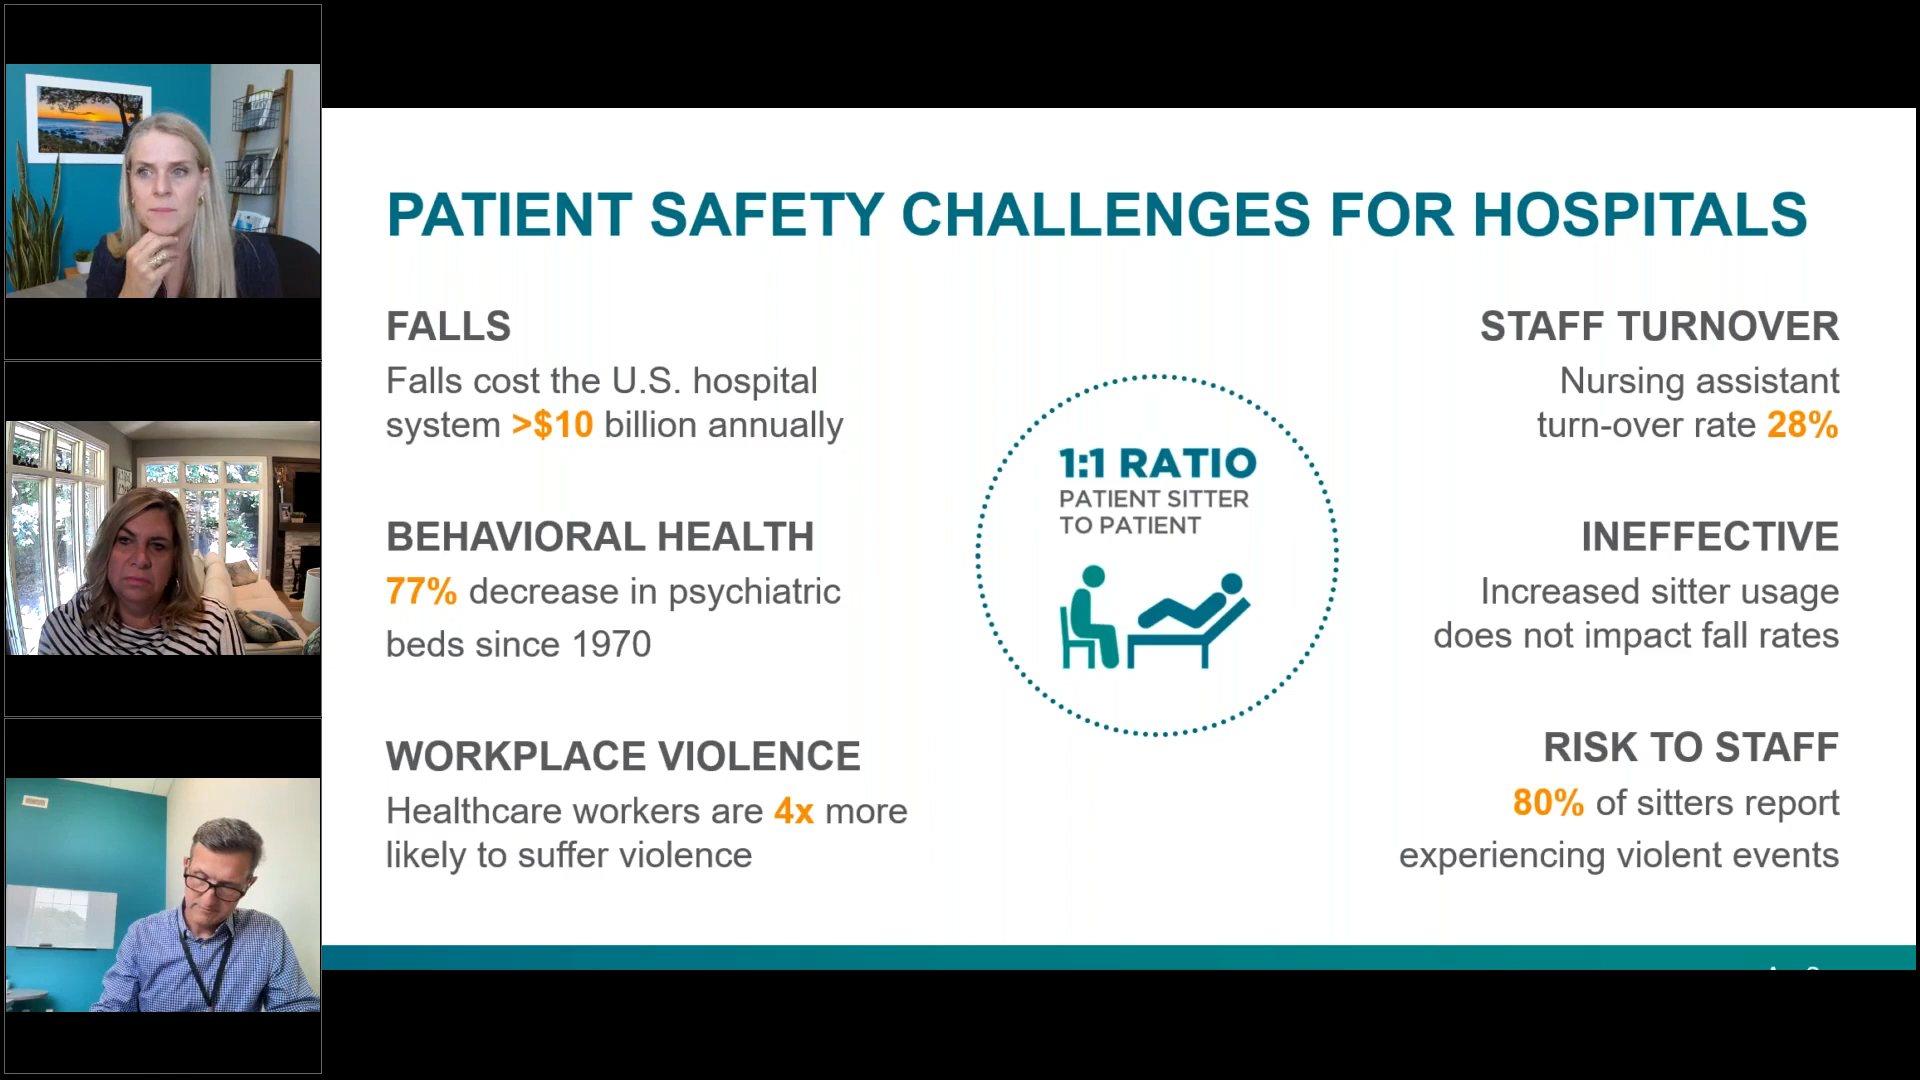 PATIENT SAFETY CHALLENGES FOR HOSPITALS
FALLS
Falls cost the U.S. hospital
system >$10 billion annually
BEHAVIORAL HEALTH
77% decrease in psychiatric
beds since 1970
WORKPLACE VIOLENCE
Healthcare workers are 4x more
likely to suffer violence
1:1 RATIO
PATIENT SITTER
TO PATIENT
STAFF TURNOVER
Nursing assistant
turn-over rate 28%
INEFFECTIVE
Increased sitter usage
does not impact fall rates
RISK TO STAFF
80% of sitters report
experiencing violent events